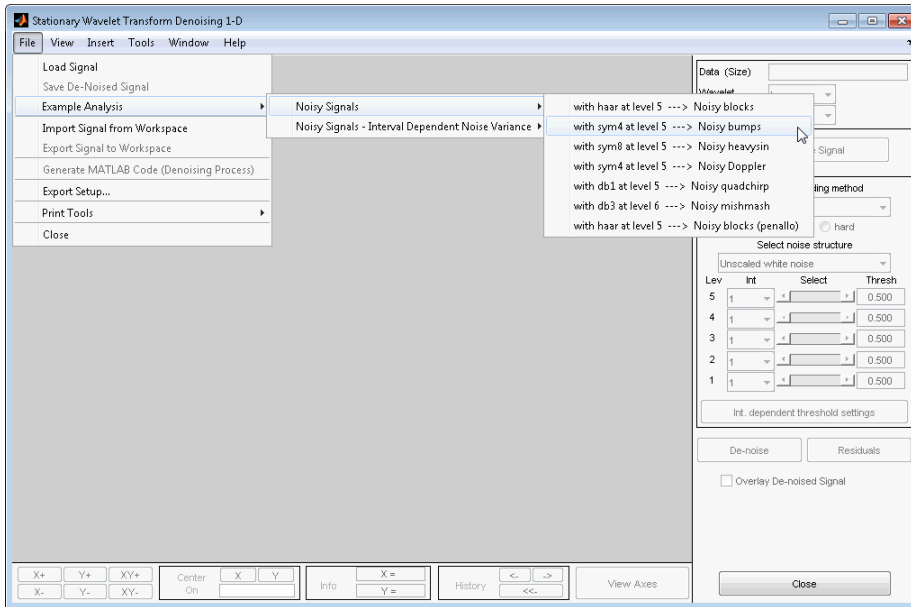 Stationary Wavelet Transform Denoising 1-D
File View Insert Tools Window Help
Load Signal
Save De-Noised Signal
Example Analysis
Import Signal from Workspace
Export Signal to Workspace
Generate MATLAB Code (Denoising Process)
Export Setup...
Print Tools
Close
Noisy Signals
Noisy Signals - Interval Dependent Noise Variance
with haar at level 5 ---> Noisy blocks
with sym4 at level 5 ---> Noisy bumps
with sym8 at level 5 ---> Noisy heavysin
with sym4 at level 5 ---> Noisy Doppler
with db1 at level 5 ---> Noisy quadchirp
with db3 at level 6 ---> Noisy mishmash
with haar at level 5 ---> Noisy blocks (penallo)
Data (Size)
Wavelet
Signal
method
hard
Select noise structure
Unscaled white noise
Lev Int Select Thresh
5 1 0.500
4 1 0.500
3 1 0.500
2 1 0.500
1 1 0.500
Int. dependent threshold settings
De-noise Residuals
Overlay De-noised Signal
X+ Y+ XY+
X- Y- XY-
Center
On
X Y
Info
X =
Y =
History
<- ->
<<-
View Axes
Close